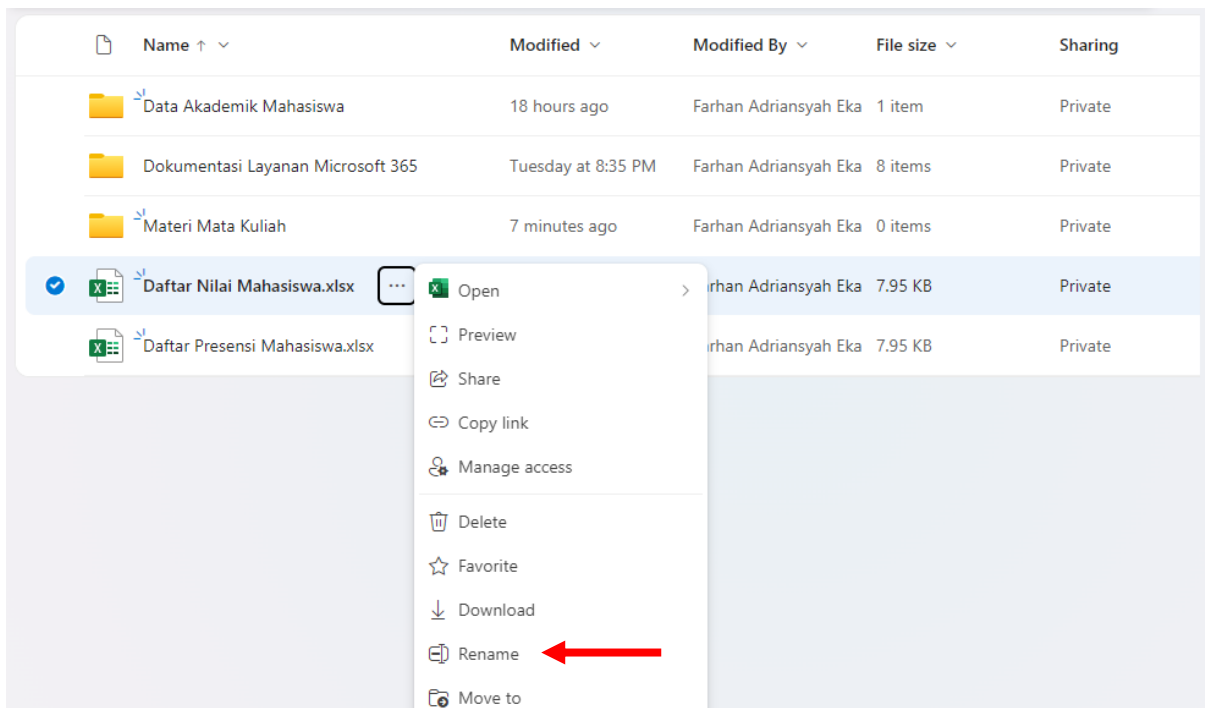 Name Modified Modified By File size Sharing
Data Akademik Mahasiswa 18 hours ago Farhan Adriansyah Eka 1 item Private
Dokumentasi Layanan Microsoft 365 Tuesday at 8:35 PM Farhan Adriansyah Eka 8 items Private
Materi Mata Kuliah 7 minutes ago Farhan Adriansyah Eka 0 items Private
Daftar Nilai Mahasiswa.xlsx ... arhan Adriansyah Eka 7.95 KB Private
Daftar Presensi Mahasiswa.xlsx arhan Adriansyah Eka 7.95 KB Private
Open
Preview
Share
Copy link
Manage access
Delete
Favorite
Download
Rename
Move to